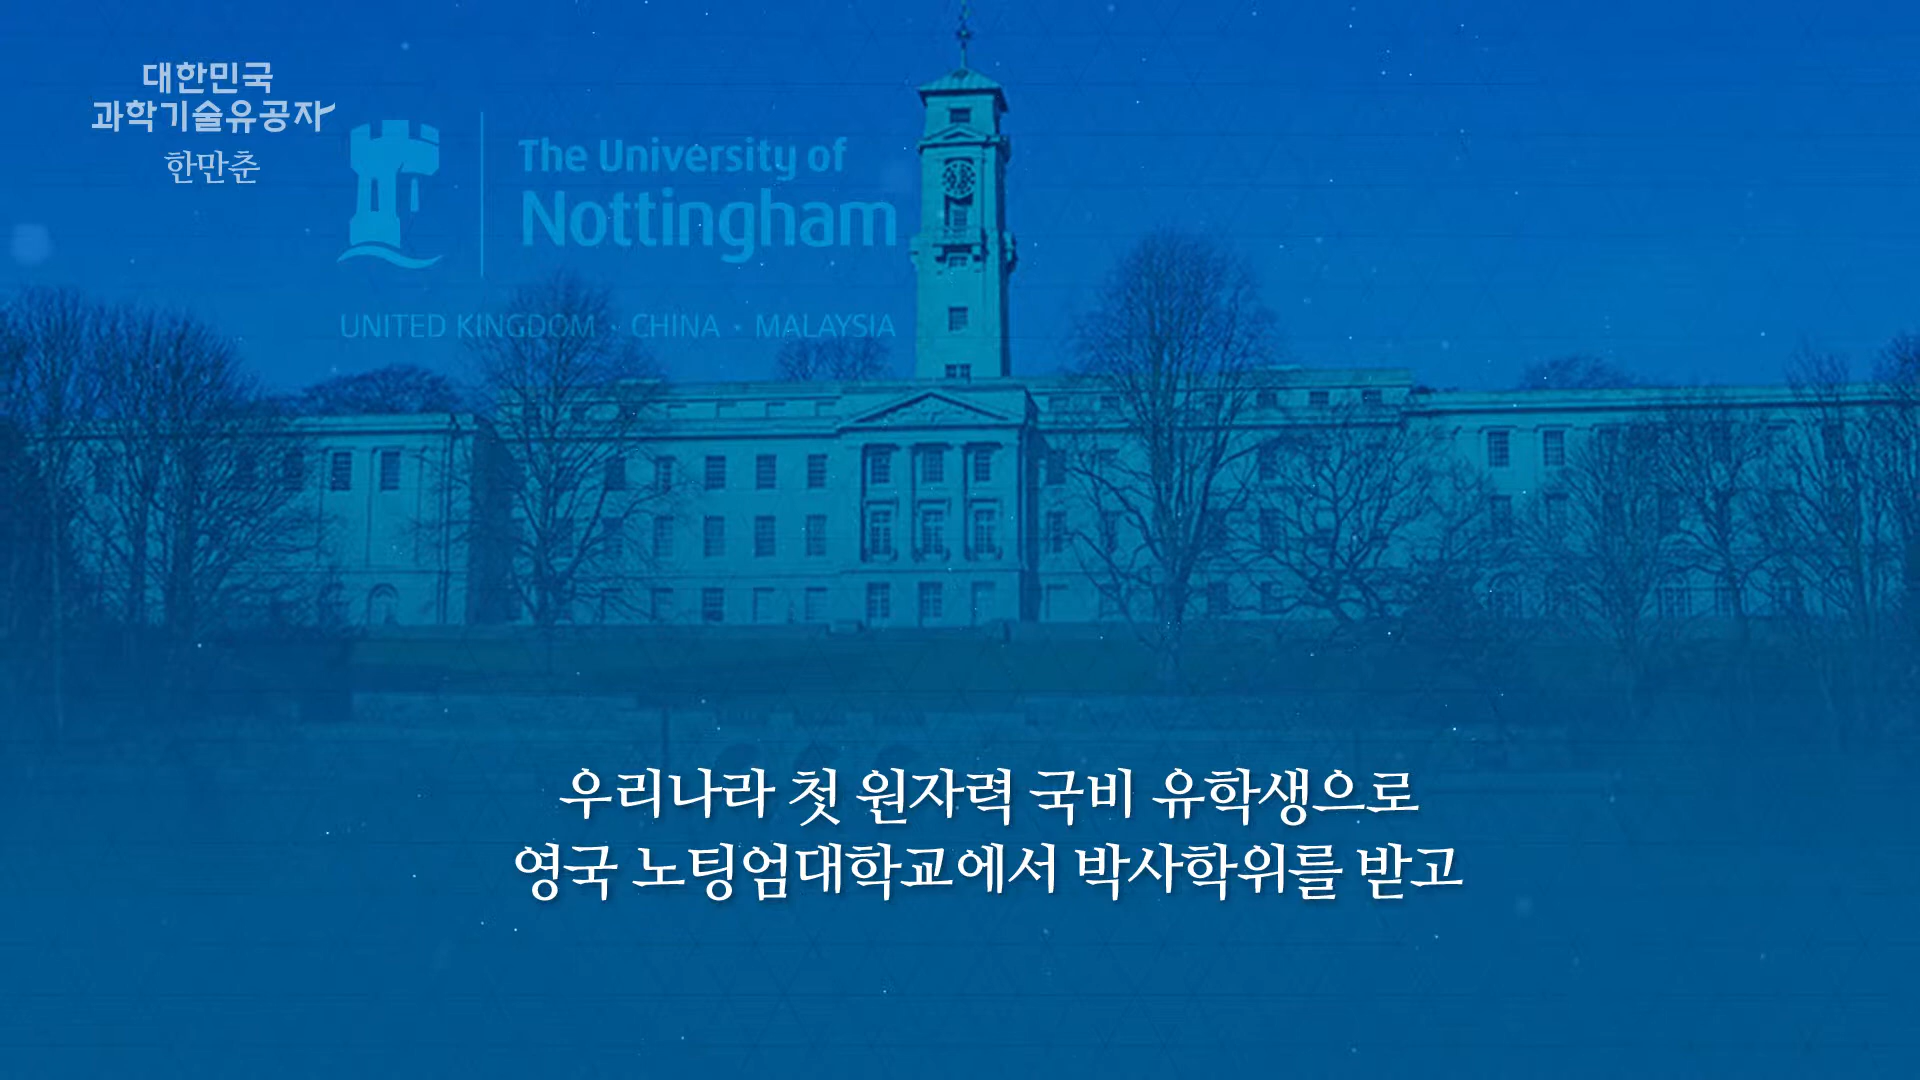 대한민국
과학기술유공자
한만춘
The University of
Nottingham
UNITED KINGDOM · CHINA · MALAYSIA
우리나라 첫 원자력 국비 유학생으로
영국 노팅엄대학교에서 박사학위를 받고